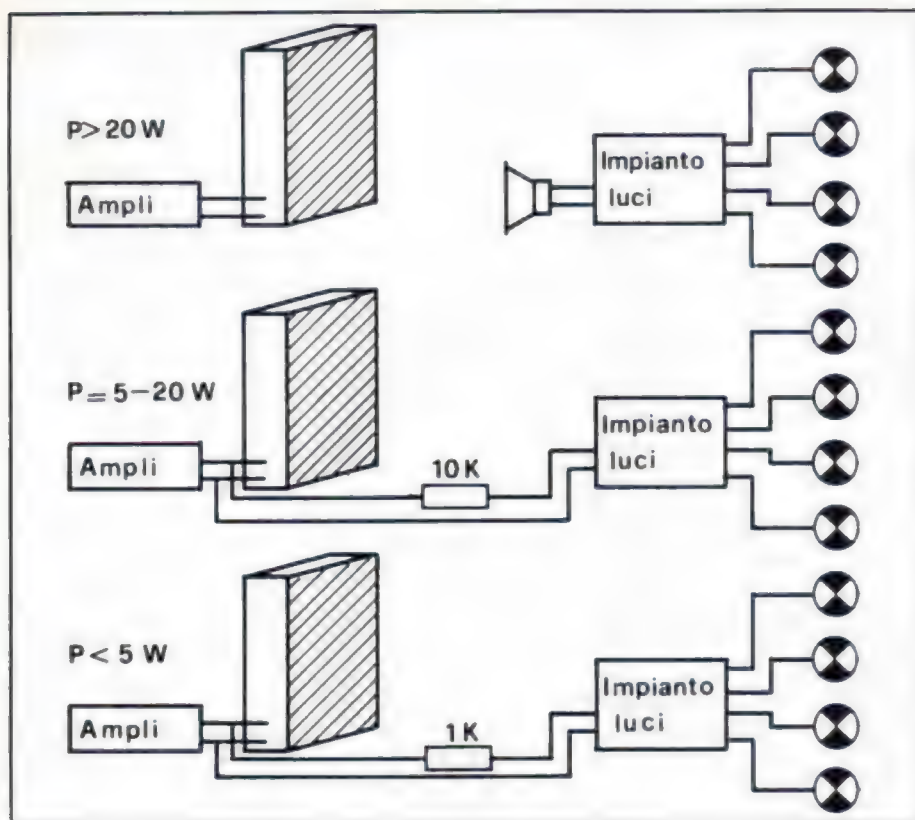 P> 20 W
Ampli
Impianto
luci
P = 5-20 W
Ampli
10 K
Impianto
luci
P < 5 W
Ampli
1 K
Impianto
luci